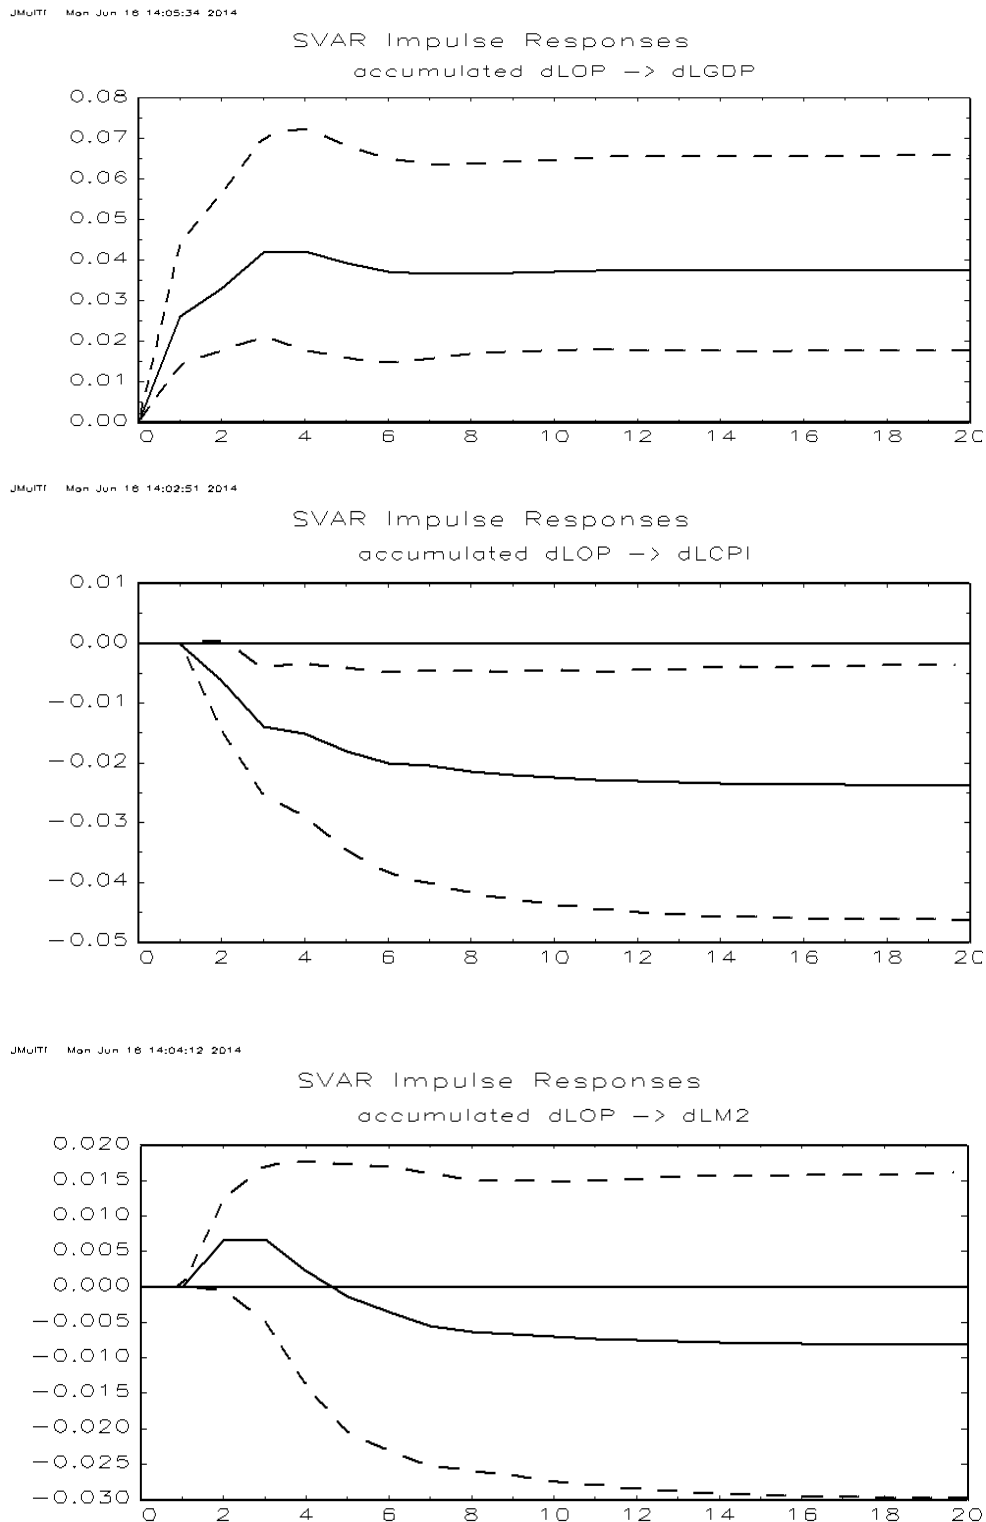 JMulTi Mon Jun 16 14:05:34 2014
SVAR Impulse Responses
accumulated dLOP -> dLGDP
0.08
0.07
0.06
0.05
0.04
0.03
0.02
0.01
0.00
0 2 4 6 8 10 12 14 16 18 20
JMulTi Mon Jun 16 14:02:51 2014
SVAR Impulse Responses
accumulated dLOP -> dLCPI
0.01
0.00
-0.01
-0.02
-0.03
-0.04
-0.05
0 2 4 6 8 10 12 14 16 18 20
JMulTi Mon Jun 16 14:04:12 2014
SVAR Impulse Responses
accumulated dLOP -> dLM2
0.020
0.015
0.010
0.005
0.000
-0.005
-0.010
-0.015
-0.020
-0.025
-0.030
0 2 4 6 8 10 12 14 16 18 20